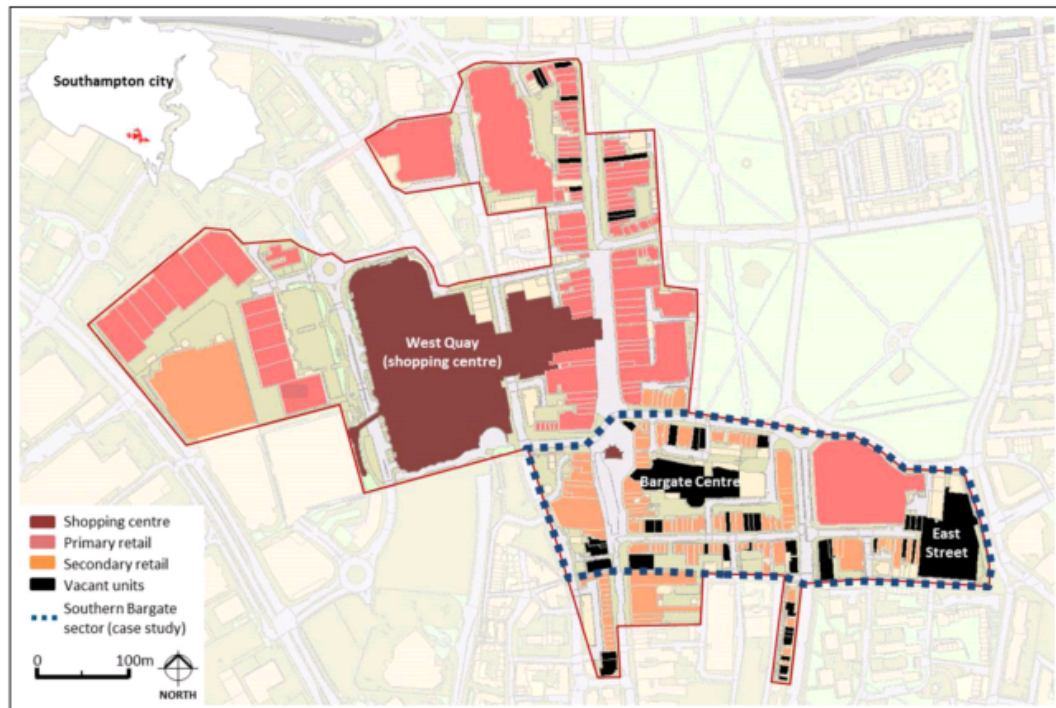 Southampton city
West Quay
(shopping centre)
Bargate Centre
East
Street
Shopping centre
Primary retail
Secondary retail
Vacant units
Southern Bargate
sector (case study)
0 100m
NORTH